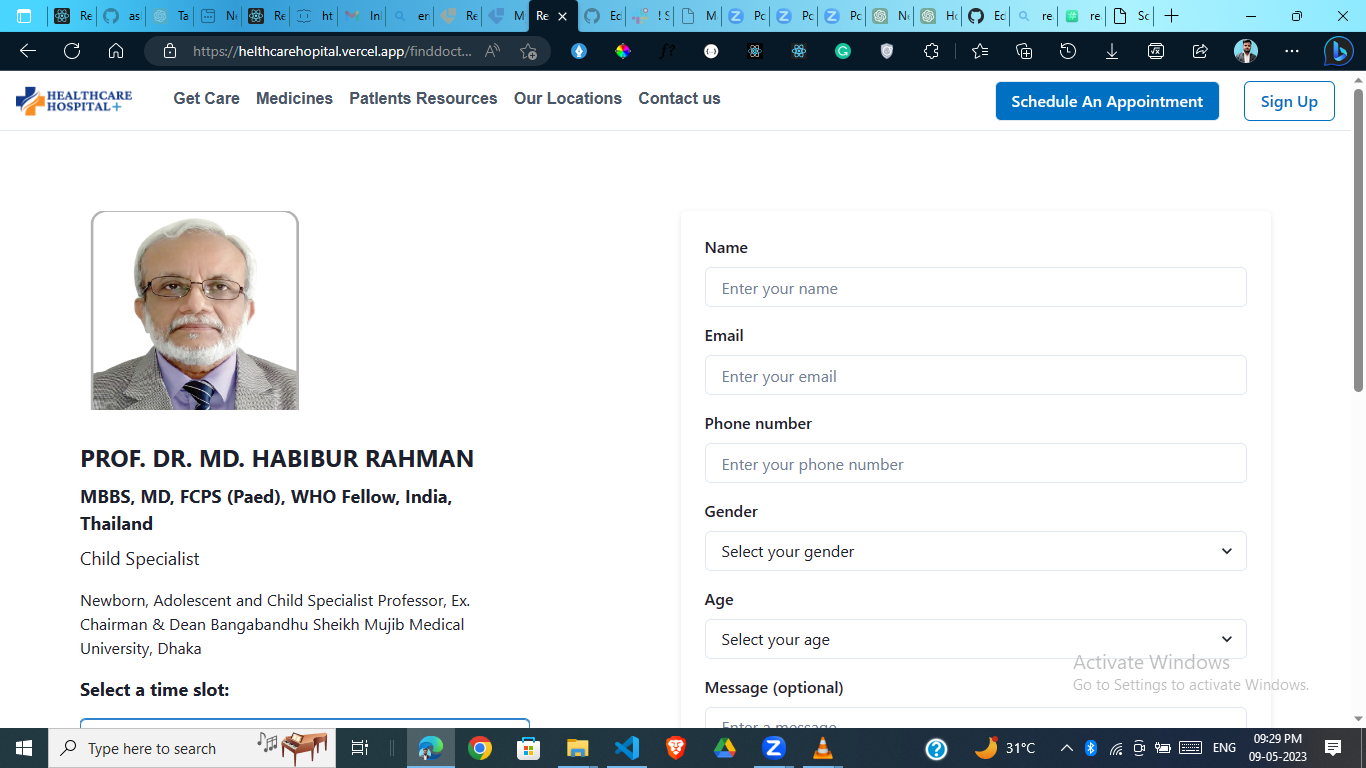 Re
as
Ta
Ne
Re
ht
In
en
Re
M
Re
Ed
! S
M
Pc
Pc
Pc
Ne
Ho
Ed
re
re
Sc
https://helthcarehopital.vercel.app/finddoct...
HEALTHCARE
HOSPITAL+
Get Care
Medicines
Patlents Resources
Our Locations
Contact us
Schedule An Appointment
Sign Up
PROF. DR. MD. HABIBUR RAHMAN
MBBS, MD, FCPS (Paed), WHO Fellow, India,
Thailand
Child Specialist
Newborn, Adolescent and Child Specialist Professor, Ex.
Chairman & Dean Bangabandhu Sheikh Mujib Medical
University, Dhaka
Select a time slot:
Name
Enter your name
Email
Enter your email
Phone number
Enter your phone number
Gender
Select your gender
Age
Select your age
Message (optional)
Enter a message
Activate Windows
Go to Settings to activate Windows.
Type here to search
31°C
ENG
09:29 PM
09-05-2023